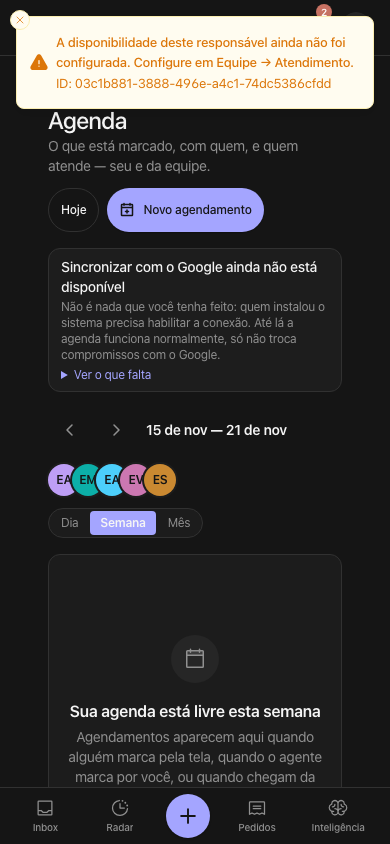 2
A disponibilidade deste responsável ainda não foi
configurada. Configure em Equipe → Atendimento.
ID: 03c1b881-3888-496e-a4c1-74dc5386cfdd
Agenda
O que está marcado, com quem, e quem
atende — seu e da equipe.
Hoje
Novo agendamento
Sincronizar com o Google ainda não está
disponível
Não é nada que você tenha feito: quem instalou o
sistema precisa habilitar a conexão. Até lá a
agenda funciona normalmente, só não troca
compromissos com o Google.
Ver o que falta
15 de nov — 21 de nov
EA EM EA EV ES
Dia Semana Mês
Sua agenda está livre esta semana
Agendamentos aparecem aqui quando
alguém marca pela tela, quando o agente
marca por você, ou quando chegam da
Inbox Radar Pedidos Inteligência